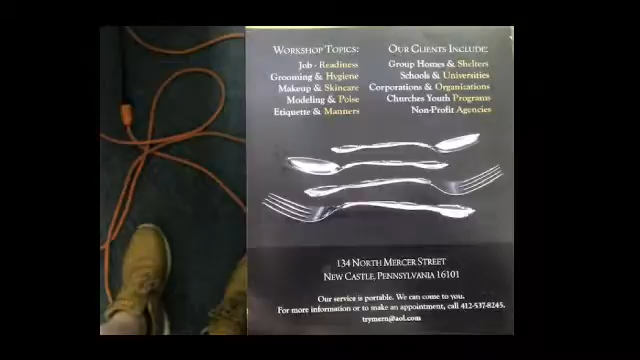 WORKSHOP TOPICS:
Job - Readiness
Grooming & Hygiene
Makeup & Skincare
Modeling & Poise
Etiquette & Manners
OUR CLIENTS INCLUDE:
Group Homes & Shelters
Schools & Universities
Corporations & Organizations
Churches Youth Programs
Non-Profit Agencies
134 NORTH MERCER STREET
NEW CASTLE, PENNSYLVANIA 16101
Our service is portable. We can come to you.
For more information or to make an appointment, call 412-537-8245.
trymern@aol.com